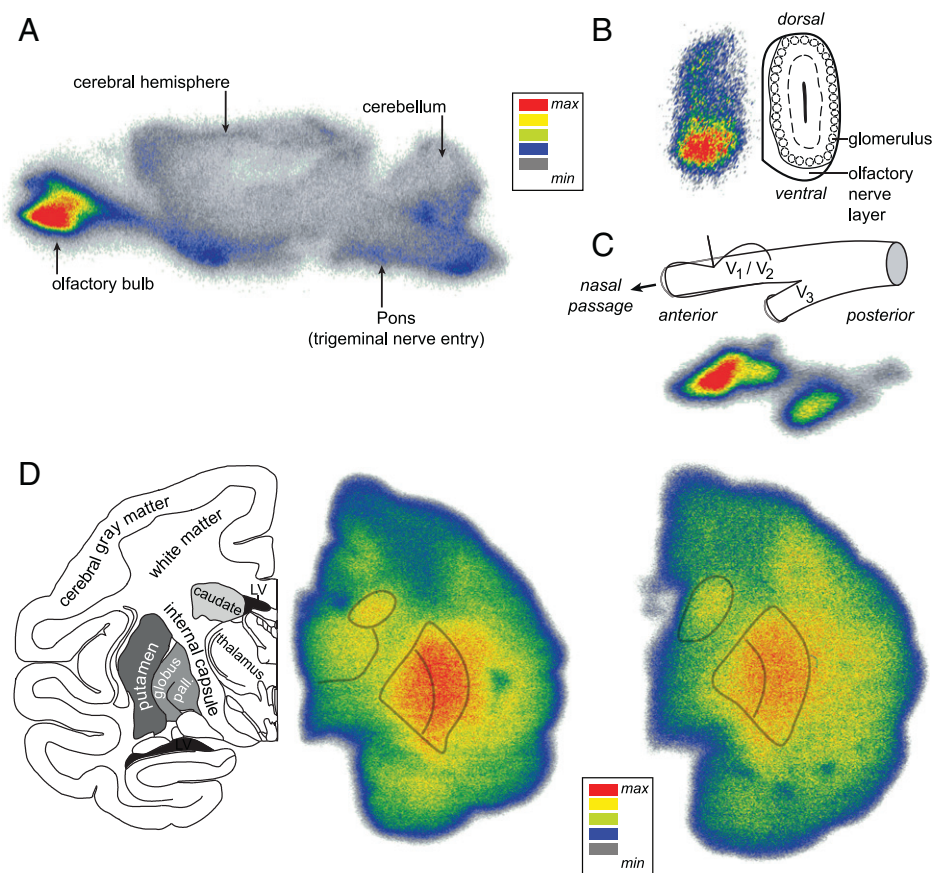 A
cerebral hemisphere
cerebellum
max
min
olfactory bulb
Pons
(trigeminal nerve entry)
B
dorsal
glomerulus
olfactory
nerve
layer
ventral
C
V1 / V2
V3
nasal
passage
anterior
posterior
D
cerebral gray matter
white matter
LV
caudate
internal capsule
thalamus
putamen
globus
pall.
LV
max
min